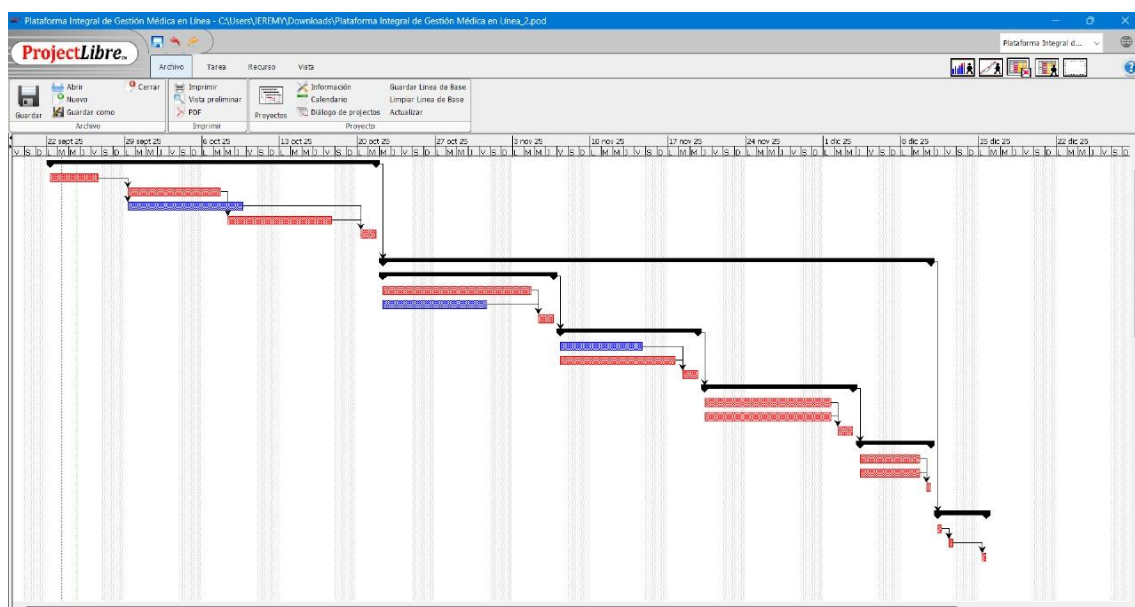 Plataforma Integral de Gestión Médica en Línea - C:\Users\JEREMY\Downloads\Plataforma Integral de Gestión Médica en Línea_2.pod
ProjectLibre
Plataforma Integral d...
Archivo Tarea Recurso Vista
Guardar
Abrir
Nuevo
Guardar como
Cerrar
Archivo
Imprimir
Vista preliminar
PDF
Imprimir
Proyectos
Información
Calendario
Diálogo de projectos
Guardar Linea de Base
Limpiar Linea de Base
Actualizar
Proyecto
22 sept 25 29 sept 25 6 oct 25 13 oct 25 20 oct 25 27 oct 25 3 nov 25 10 nov 25 17 nov 25 24 nov 25 1 dic 25 8 dic 25 15 dic 25 22 dic 25
V S D L M M J V S D L M M J V S D L M M J V S D L M M J V S D L M M J V S D L M M J V S D L M M J V S D L M M J V S D L M M J V S D L M M J V S D L M M J V S D L M M J V S D L M M J V S D L M M J V S D